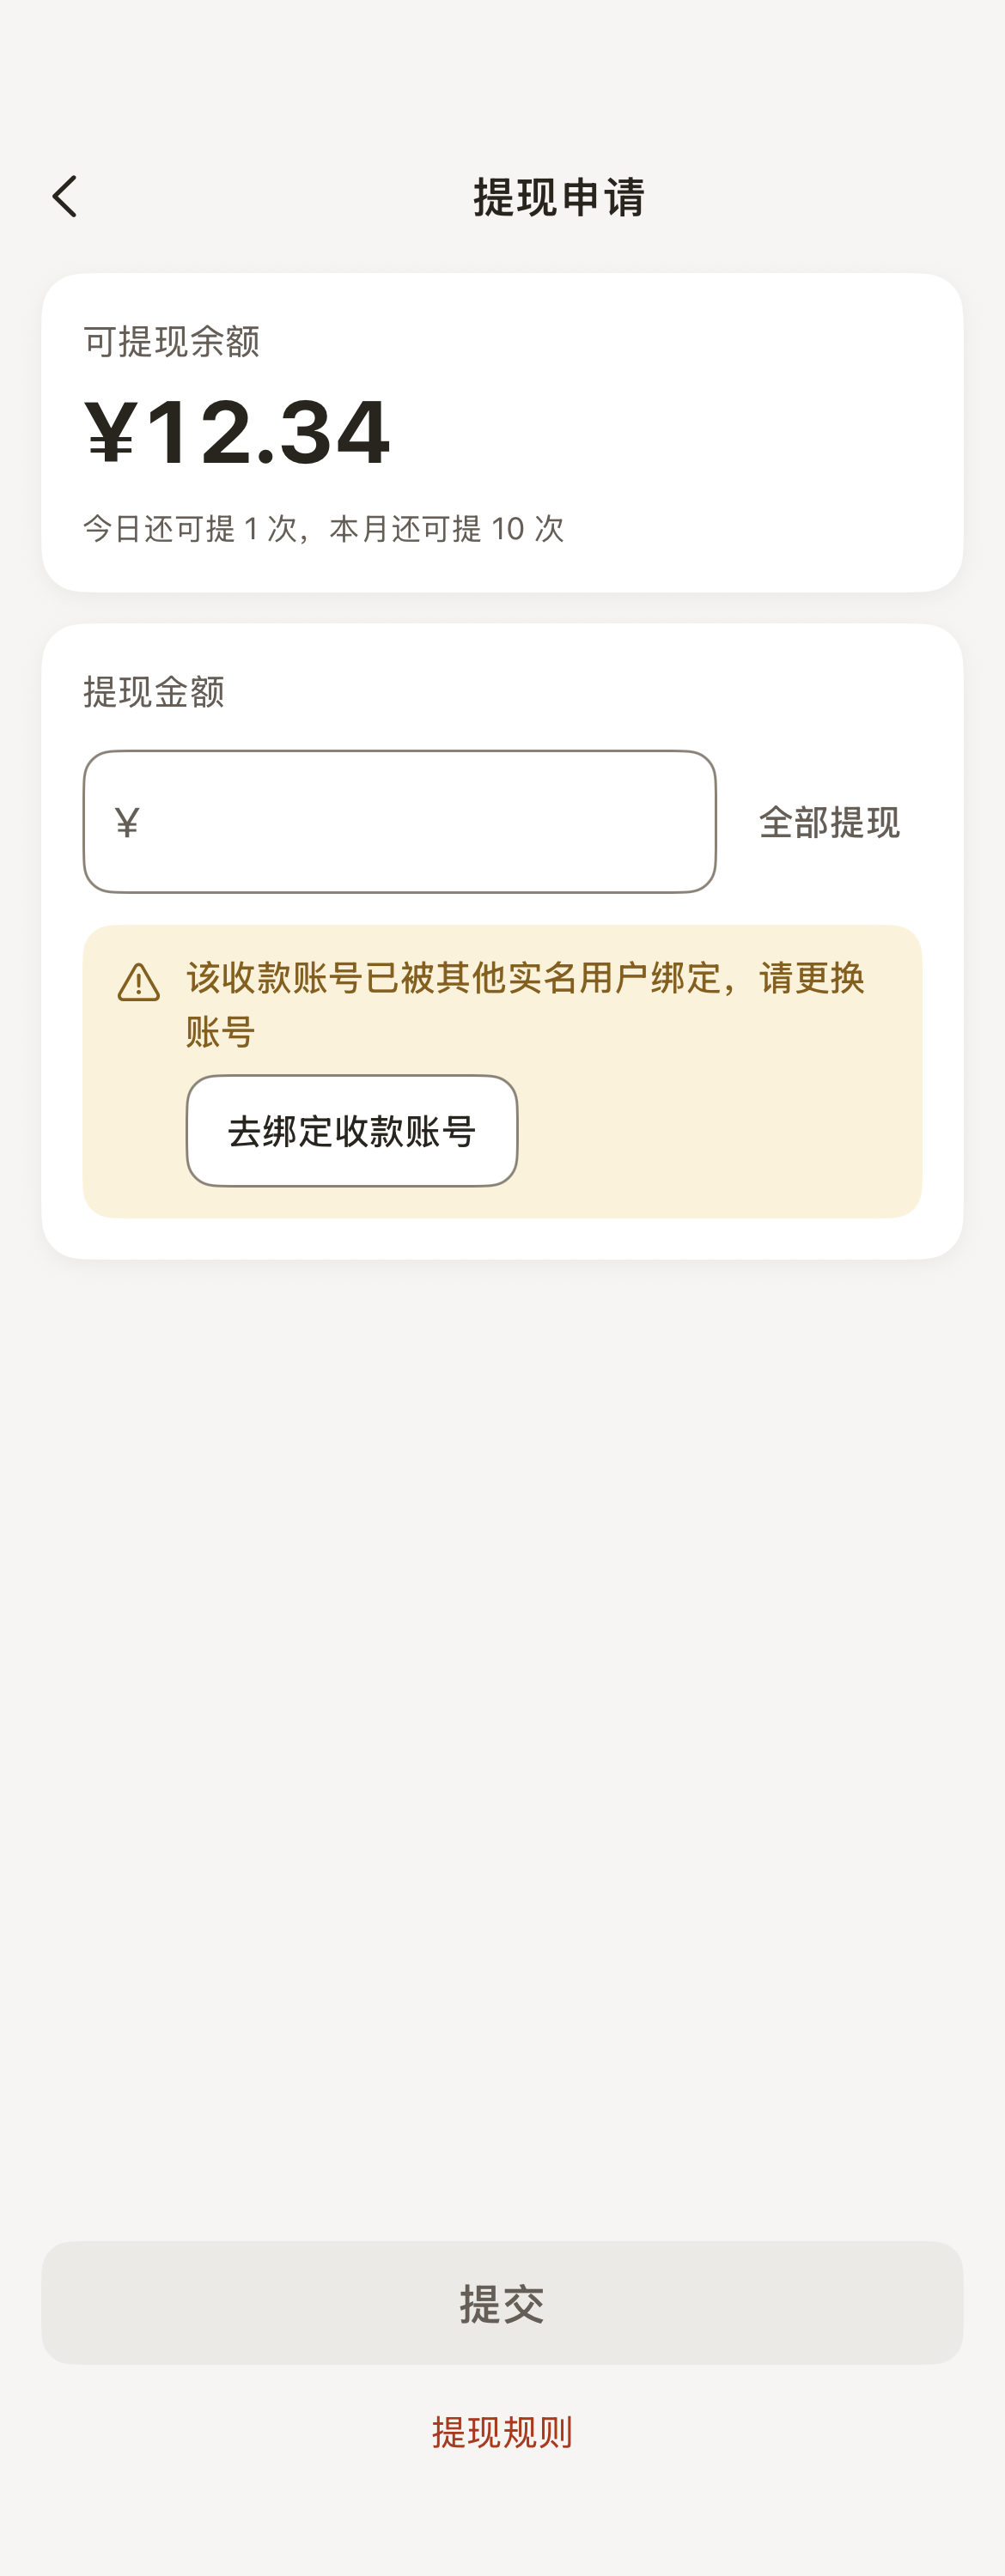 提现申请
可提现余额
¥12.34
今日还可提 1 次，本月还可提 10 次
提现金额
¥
全部提现
该收款账号已被其他实名用户绑定，请更换
账号
去绑定收款账号
提交
提现规则